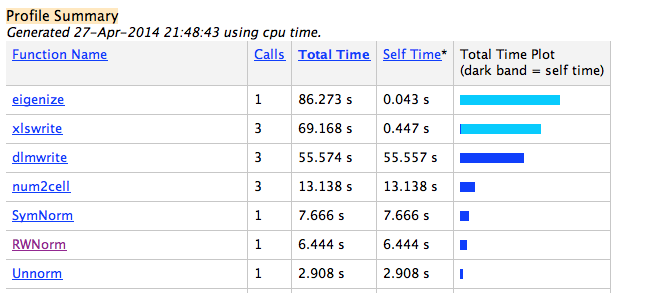 Profile Summary
Generated 27-Apr-2014 21:48:43 using cpu time.
Function Name Calls Total Time Self Time* Total Time Plot
(dark band = self time)
eigenize 1 86.273 s 0.043 s
xlswrite 3 69.168 s 0.447 s
dlmwrite 3 55.574 s 55.557 s
num2cell 3 13.138 s 13.138 s
SymNorm 1 7.666 s 7.666 s
RWNorm 1 6.444 s 6.444 s
Unnorm 1 2.908 s 2.908 s